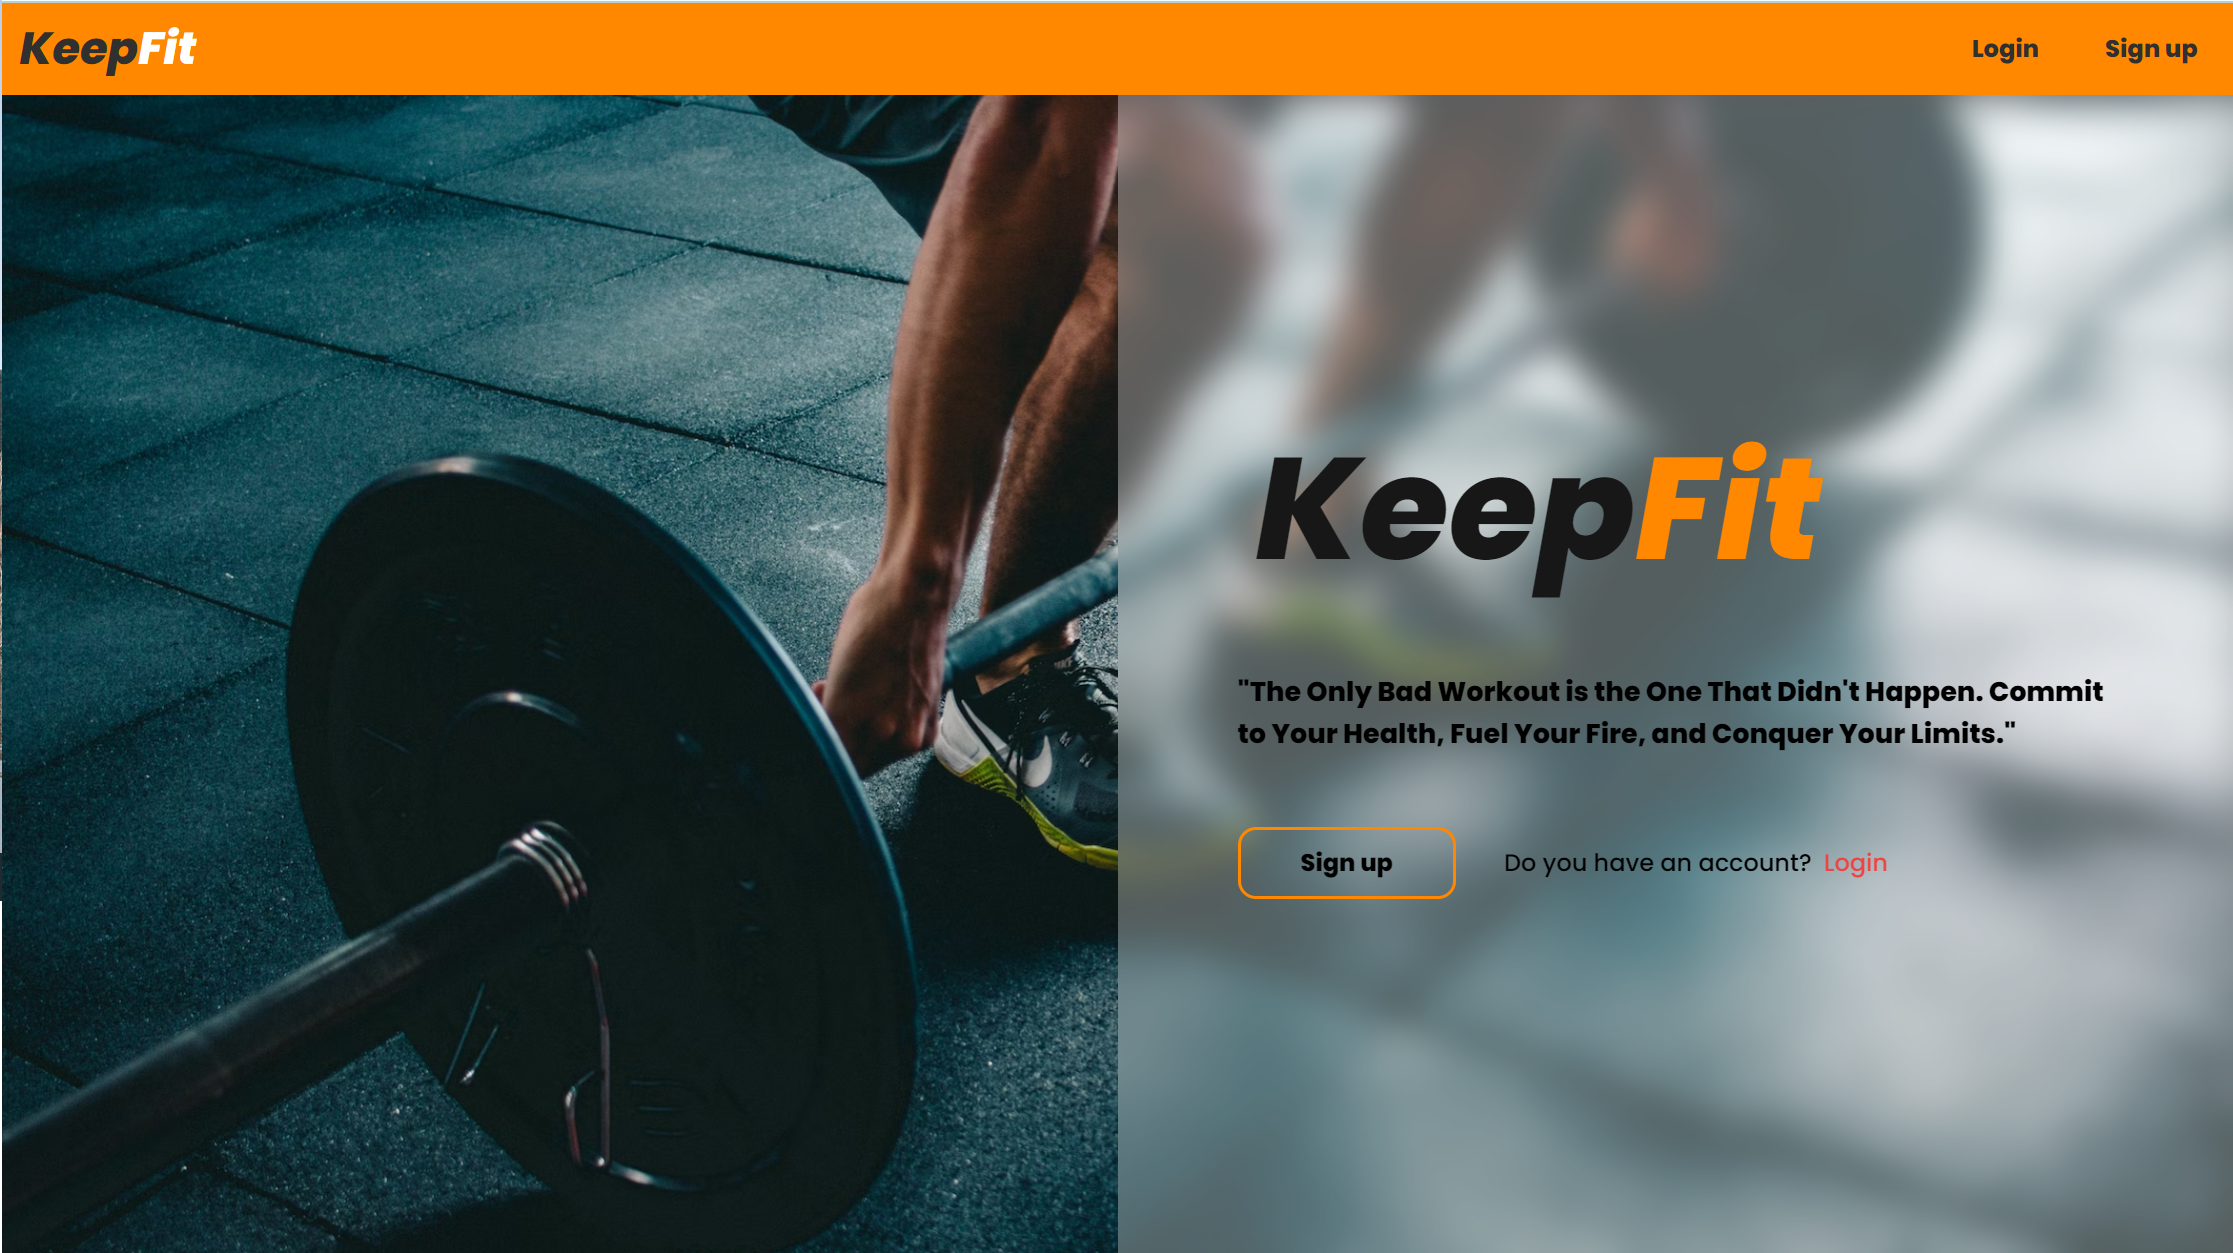 KeepFit
Login
Sign up
KeepFit
"The Only Bad Workout is the One That Didn't Happen. Commit
to Your Health, Fuel Your Fire, and Conquer Your Limits."
Sign up
Do you have an account? Login